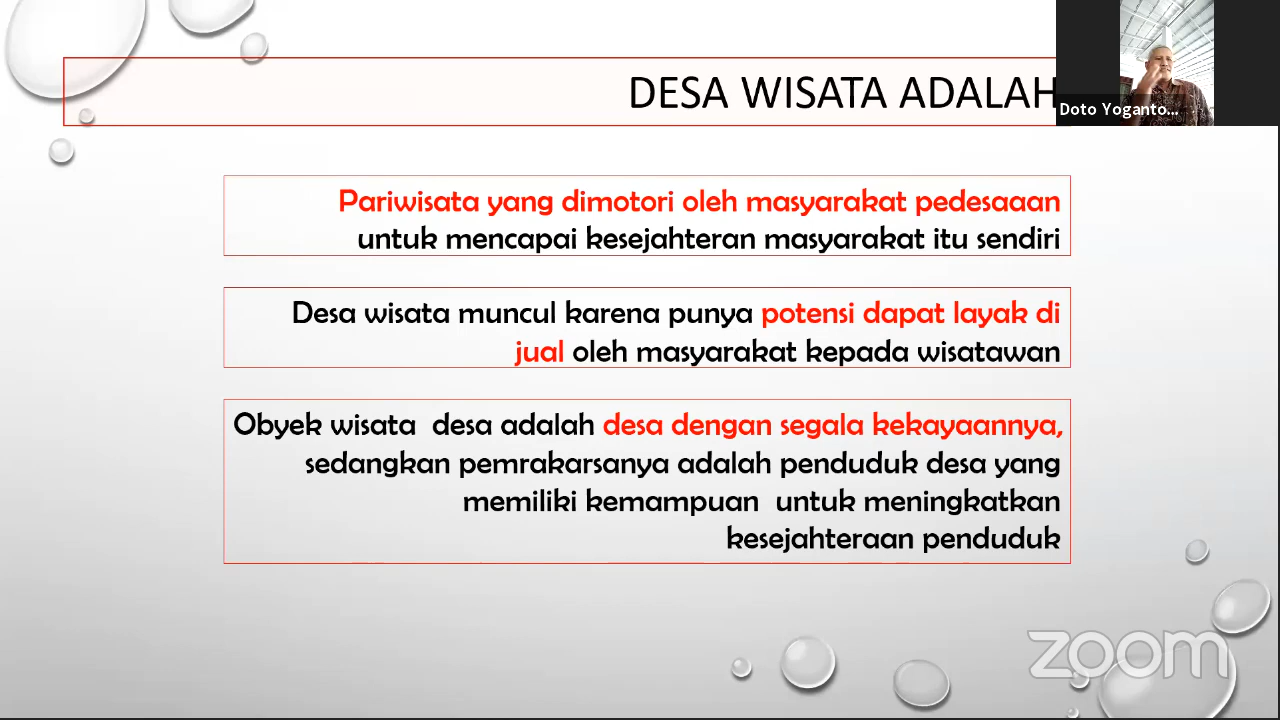 DESA WISATA ADALAH
Doto Yoganto...
Pariwisata yang dimotori oleh masyarakat pedesaaan
untuk mencapai kesejahteran masyarakat itu sendiri
Desa wisata muncul karena punya potensi dapat layak di
jual oleh masyarakat kepada wisatawan
Obyek wisata desa adalah desa dengan segala kekayaannya,
sedangkan pemrakarsanya adalah penduduk desa yang
memiliki kemampuan untuk meningkatkan
kesejahteraan penduduk
zoom